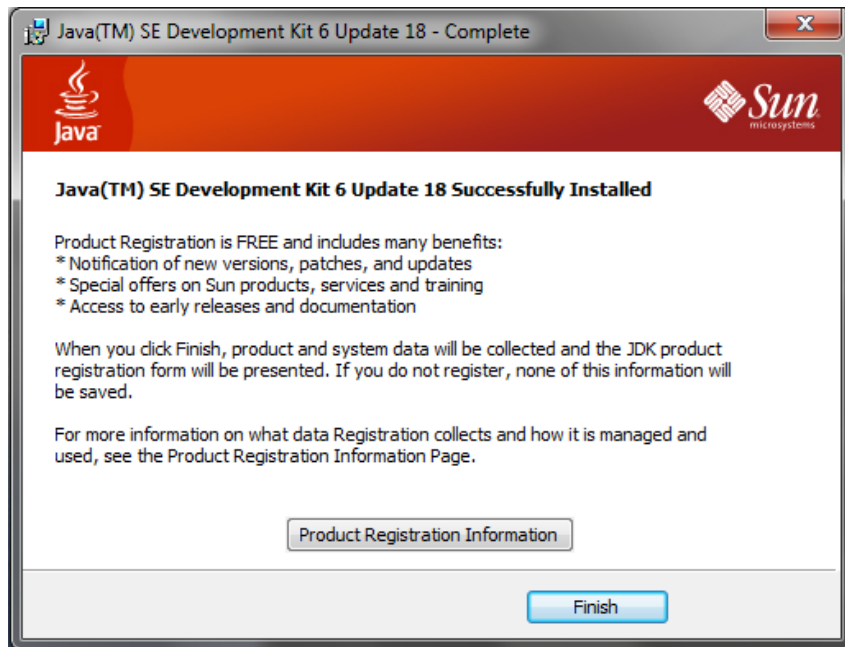 Java(TM) SE Development Kit 6 Update 18 - Complete
Java
Sun
microsystems
Java(TM) SE Development Kit 6 Update 18 Successfully Installed
Product Registration is FREE and includes many benefits:
* Notification of new versions, patches, and updates
* Special offers on Sun products, services and training
* Access to early releases and documentation
When you click Finish, product and system data will be collected and the JDK product
registration form will be presented. If you do not register, none of this information will
be saved.
For more information on what data Registration collects and how it is managed and
used, see the Product Registration Information Page.
Product Registration Information
Finish